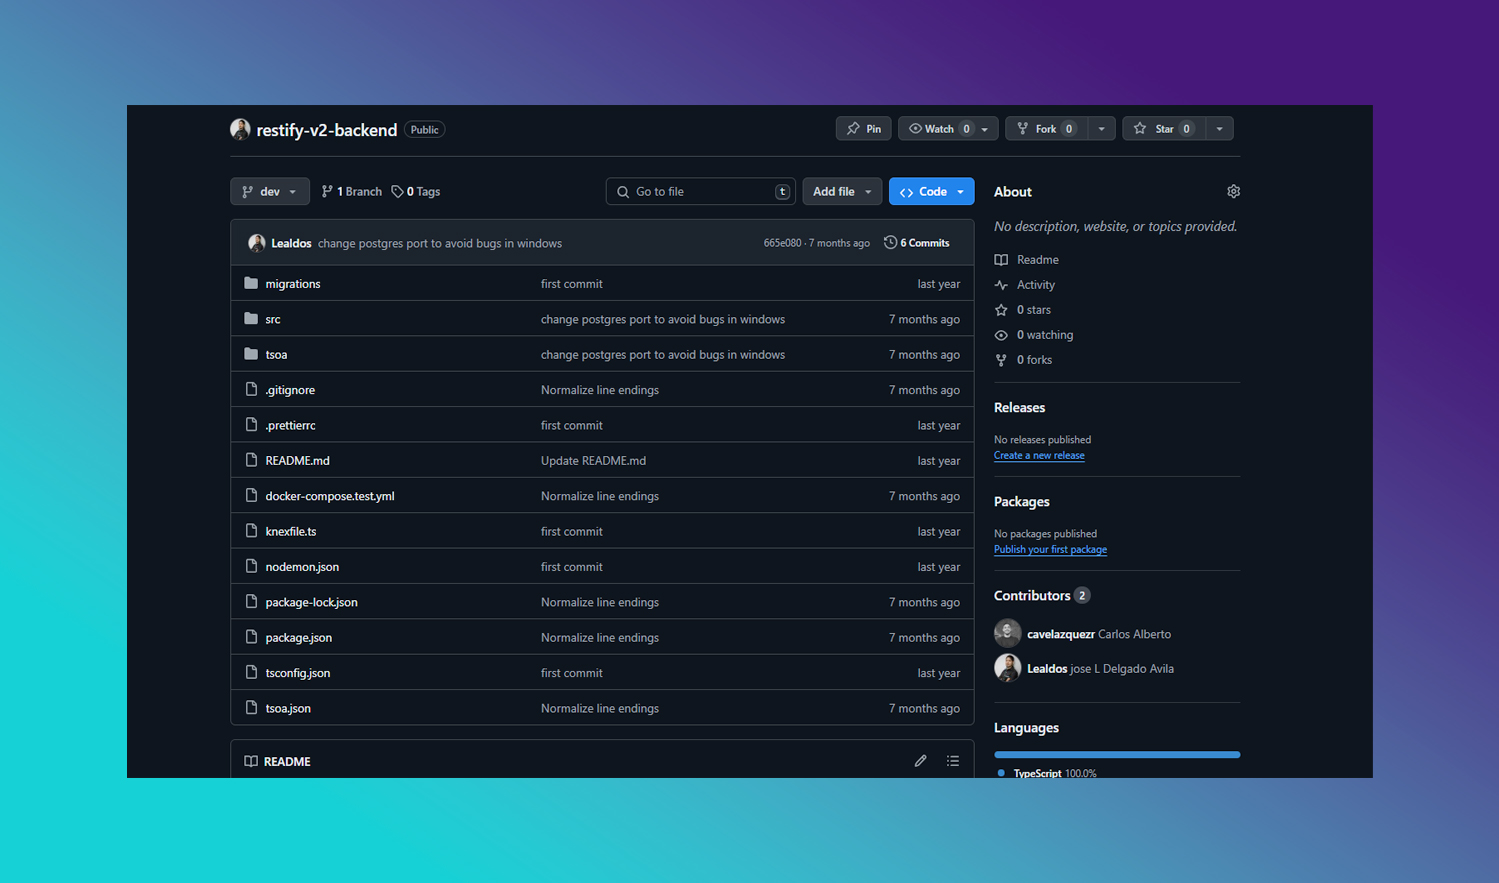 restify-v2-backend Public
Pin Watch 0 Fork 0 Star 0
dev 1 Branch 0 Tags Go to file t Add file Code
Lealdos change postgres port to avoid bugs in windows 665e080 · 7 months ago 6 Commits
migrations first commit last year
src change postgres port to avoid bugs in windows 7 months ago
tsoa change postgres port to avoid bugs in windows 7 months ago
.gitignore Normalize line endings 7 months ago
.prettierrc first commit last year
README.md Update README.md last year
docker-compose.test.yml Normalize line endings 7 months ago
knexfile.ts first commit last year
nodemon.json first commit last year
package-lock.json Normalize line endings 7 months ago
package.json Normalize line endings 7 months ago
tsconfig.json first commit last year
tsoa.json Normalize line endings 7 months ago
README
About
No description, website, or topics provided.
Readme
Activity
0 stars
0 watching
0 forks
Releases
No releases published
Create a new release
Packages
No packages published
Publish your first package
Contributors 2
cavelazquezr Carlos Alberto
Lealdos jose L Delgado Avila
Languages
TypeScript 100.0%